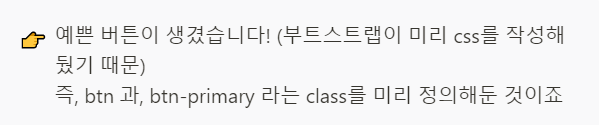 👉 예쁜 버튼이 생겼습니다! (부트스트랩이 미리 css를 작성해
뒀기 때문)
즉, btn 과, btn-primary 라는 class를 미리 정의해둔 것이죠